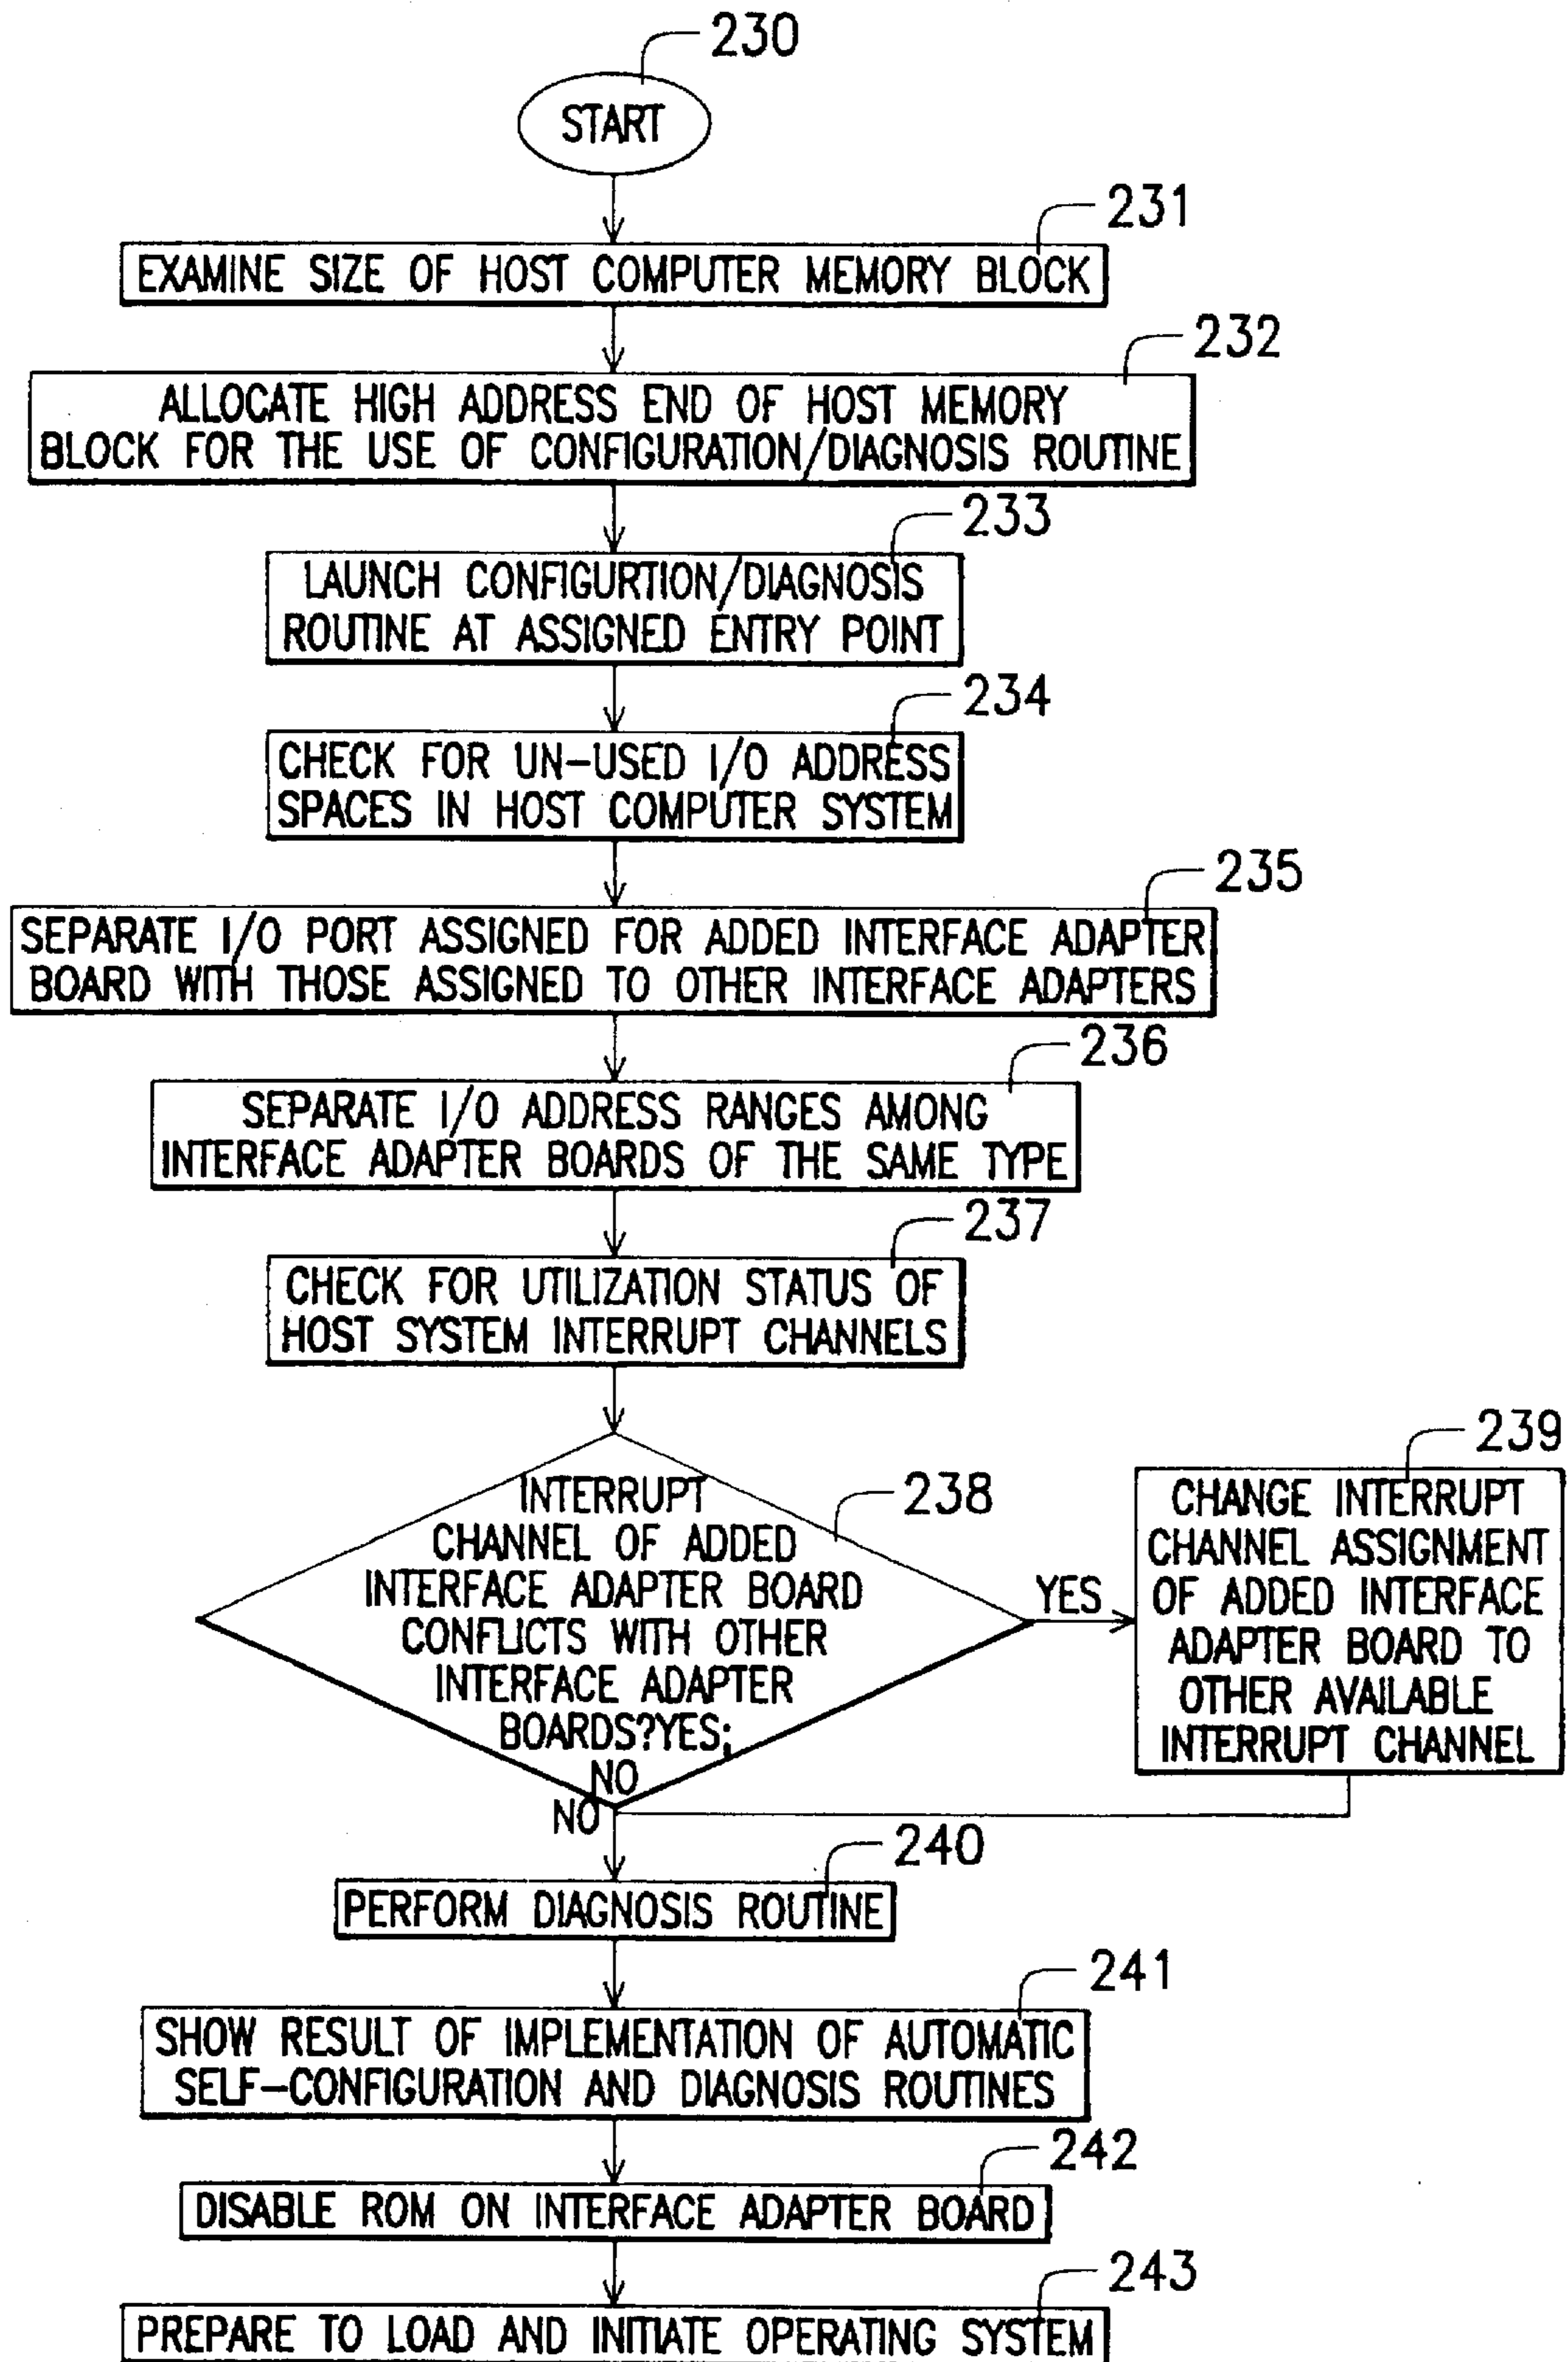 230
START
231
EXAMINE SIZE OF HOST COMPUTER MEMORY BLOCK
232
ALLOCATE HIGH ADDRESS END OF HOST MEMORY
BLOCK FOR THE USE OF CONFIGURATION/DIAGNOSIS ROUTINE
233
LAUNCH CONFIGURTION/DIAGNOSIS
ROUTINE AT ASSIGNED ENTRY POINT
234
CHECK FOR UN-USED I/O ADDRESS
SPACES IN HOST COMPUTER SYSTEM
235
SEPARATE I/O PORT ASSIGNED FOR ADDED INTERFACE ADAPTER
BOARD WITH THOSE ASSIGNED TO OTHER INTERFACE ADAPTERS
236
SEPARATE I/O ADDRESS RANGES AMONG
INTERFACE ADAPTER BOARDS OF THE SAME TYPE
237
CHECK FOR UTILIZATION STATUS OF
HOST SYSTEM INTERRUPT CHANNELS
238
INTERRUPT
CHANNEL OF ADDED
INTERFACE ADAPTER BOARD
CONFLICTS WITH OTHER
INTERFACE ADAPTER
BOARDS?YES;
NO
YES
239
CHANGE INTERRUPT
CHANNEL ASSIGNMENT
OF ADDED INTERFACE
ADAPTER BOARD TO
OTHER AVAILABLE
INTERRUPT CHANNEL
NO
240
PERFORM DIAGNOSIS ROUTINE
241
SHOW RESULT OF IMPLEMENTATION OF AUTOMATIC
SELF-CONFIGURATION AND DIAGNOSIS ROUTINES
242
DISABLE ROM ON INTERFACE ADAPTER BOARD
243
PREPARE TO LOAD AND INITIATE OPERATING SYSTEM